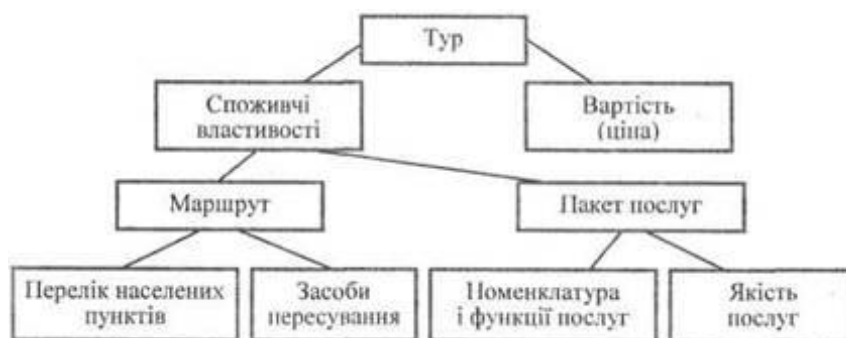 Тур
Споживчі
властивості
Вартість
(ціна)
Маршрут
Пакет послуг
Перелік населених
пунктів
Засоби
пересування
Номенклатура
і функції послуг
Якість
послуг